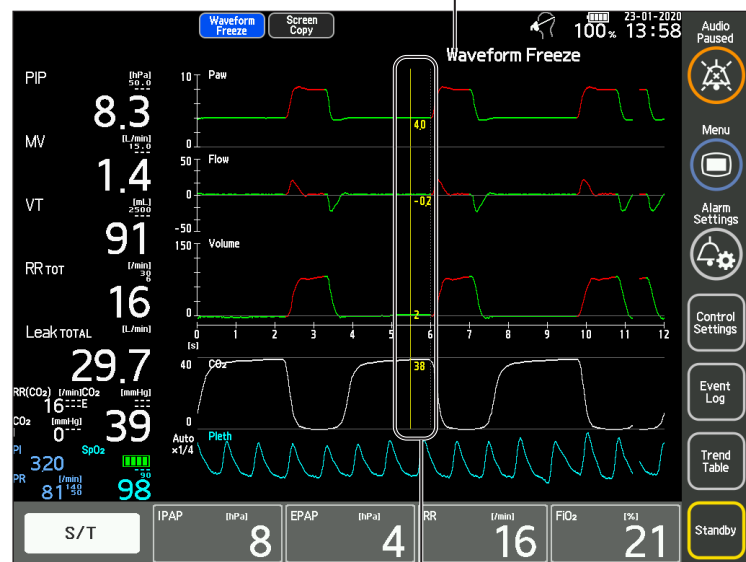 Waveform
Freeze
Screen
Copy
100%
23-01-2020
13:58
Audio
Paused
Waveform Freeze
PIP
[hPa]
50.0
---
8.3
10
Paw
4.0
0
MV
[L/min]
15.0
---
1.4
50
Flow
0
-0.2
-50
VT
[mL]
2500
---
91
150
Volume
0
2
RR TOT
[/min]
30
6
16
0 1 2 3 4 5 6 7 8 9 10 11 12
[s]
Leak TOTAL
[L/min]
29.7
40
CO₂
38
0
RR(CO₂) [/min]
16
---
CO₂E
[mmHg]
---
39
CO₂
I
[mmHg]
---
0
Auto
×1/4
Pleth
PI
320
SpO₂
90
98
PR
[/min]
140
50
81
Menu
Alarm
Settings
Control
Settings
Event
Log
Trend
Table
Standby
S/T
IPAP [hPa]
8
EPAP [hPa]
4
RR [/min]
16
FiO₂ [%]
21